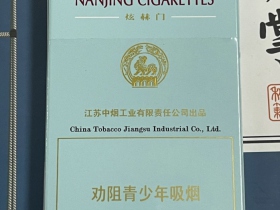 NANJING CIGARETTES
炫赫门
江苏中烟工业有限责任公司出品
China Tobacco Jiangsu Industrial Co., Ltd.
劝阻青少年吸烟
堂